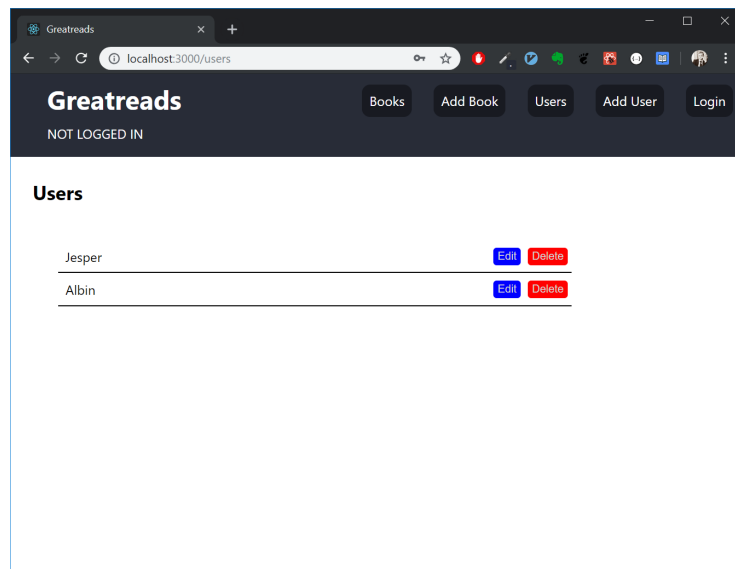 Greatreads
localhost:3000/users
Greatreads
Books Add Book Users Add User Login
NOT LOGGED IN
Users
Jesper Edit Delete
Albin Edit Delete